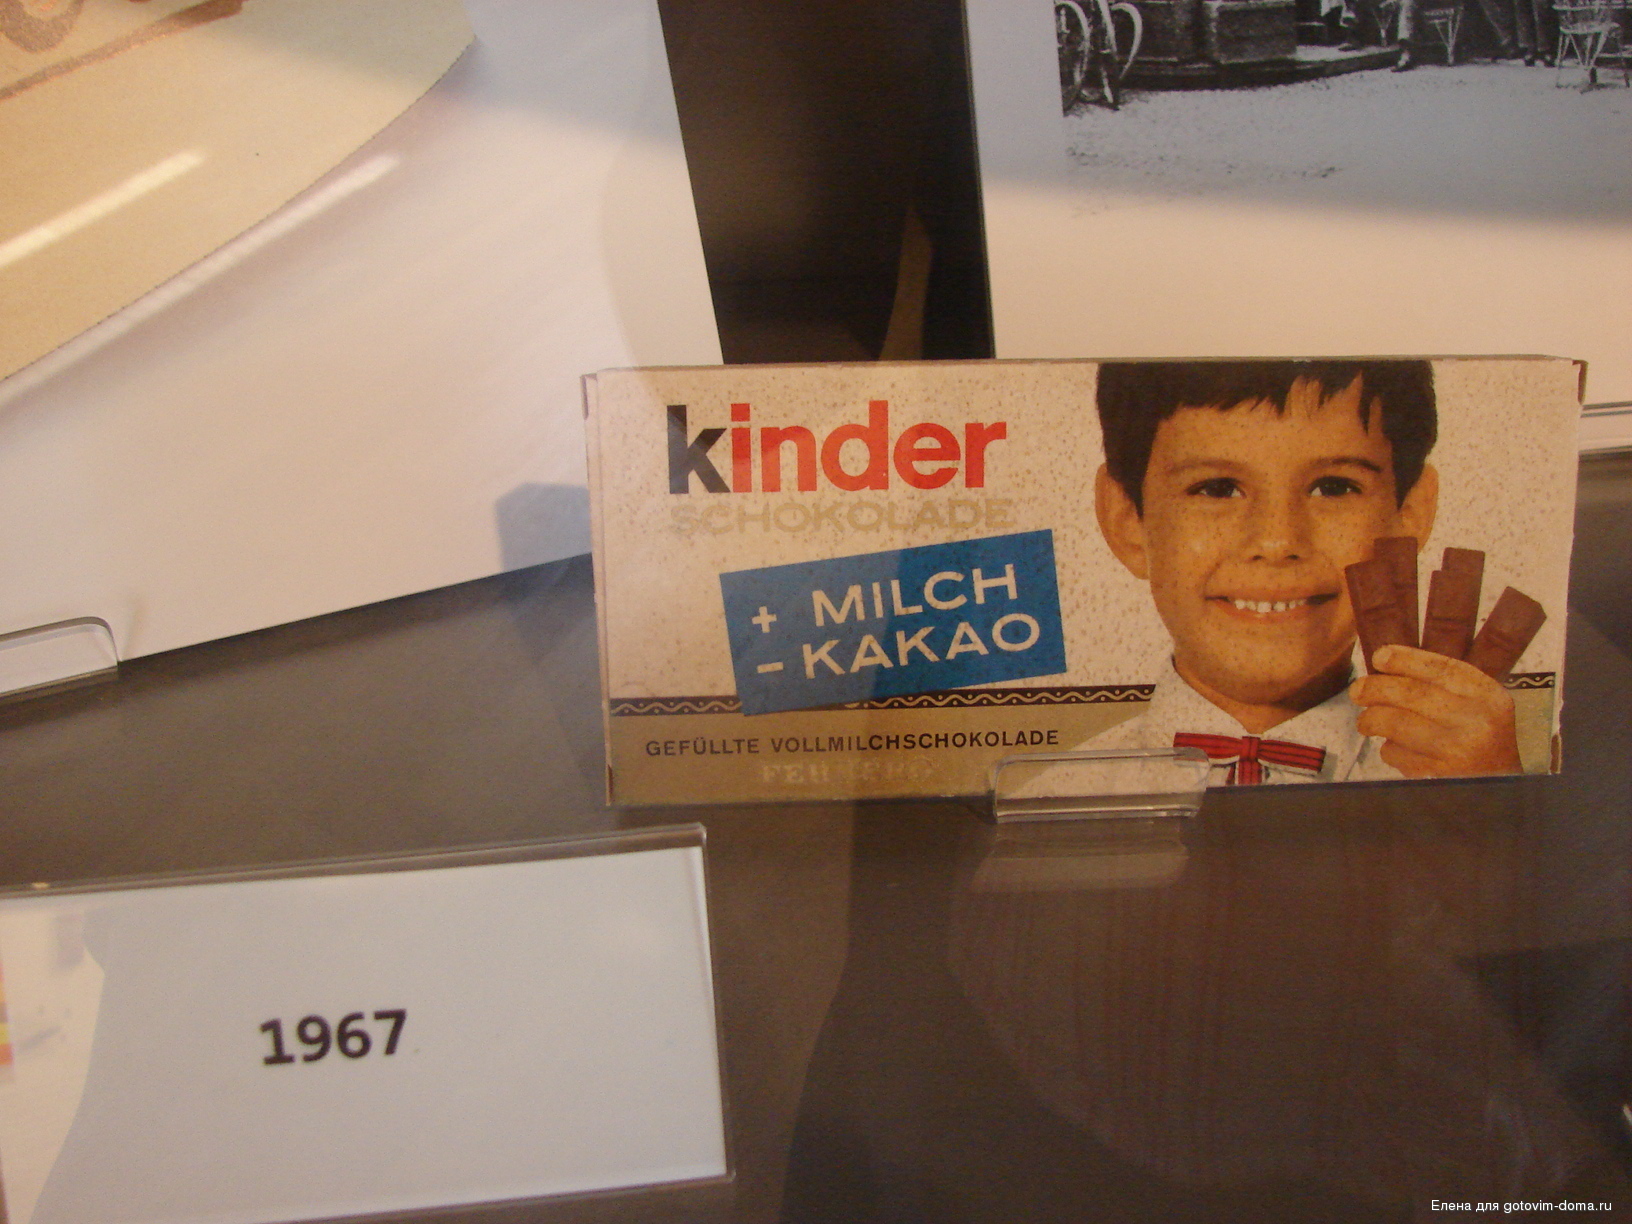 kinder
SCHOKOLADE
+ MILCH
- KAKAO
GEFÜLLTE VOLLMILCHSCHOKOLADE
FERRERO
1967
Елена для gotovim-doma.ru